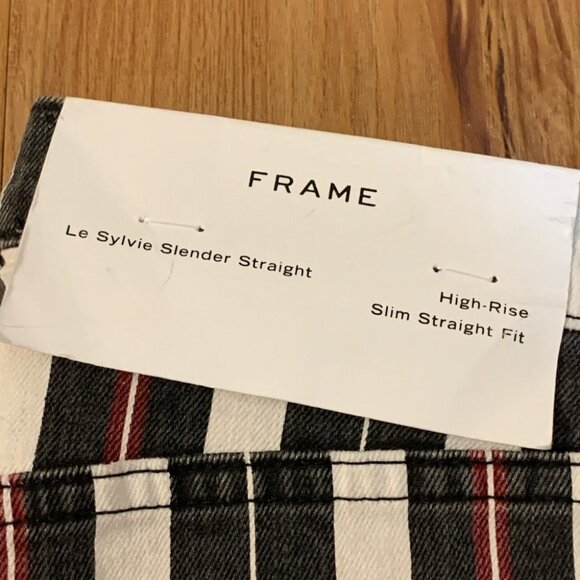 FRAME
Le Sylvie Slender Straight
High-Rise
Slim Straight Fit